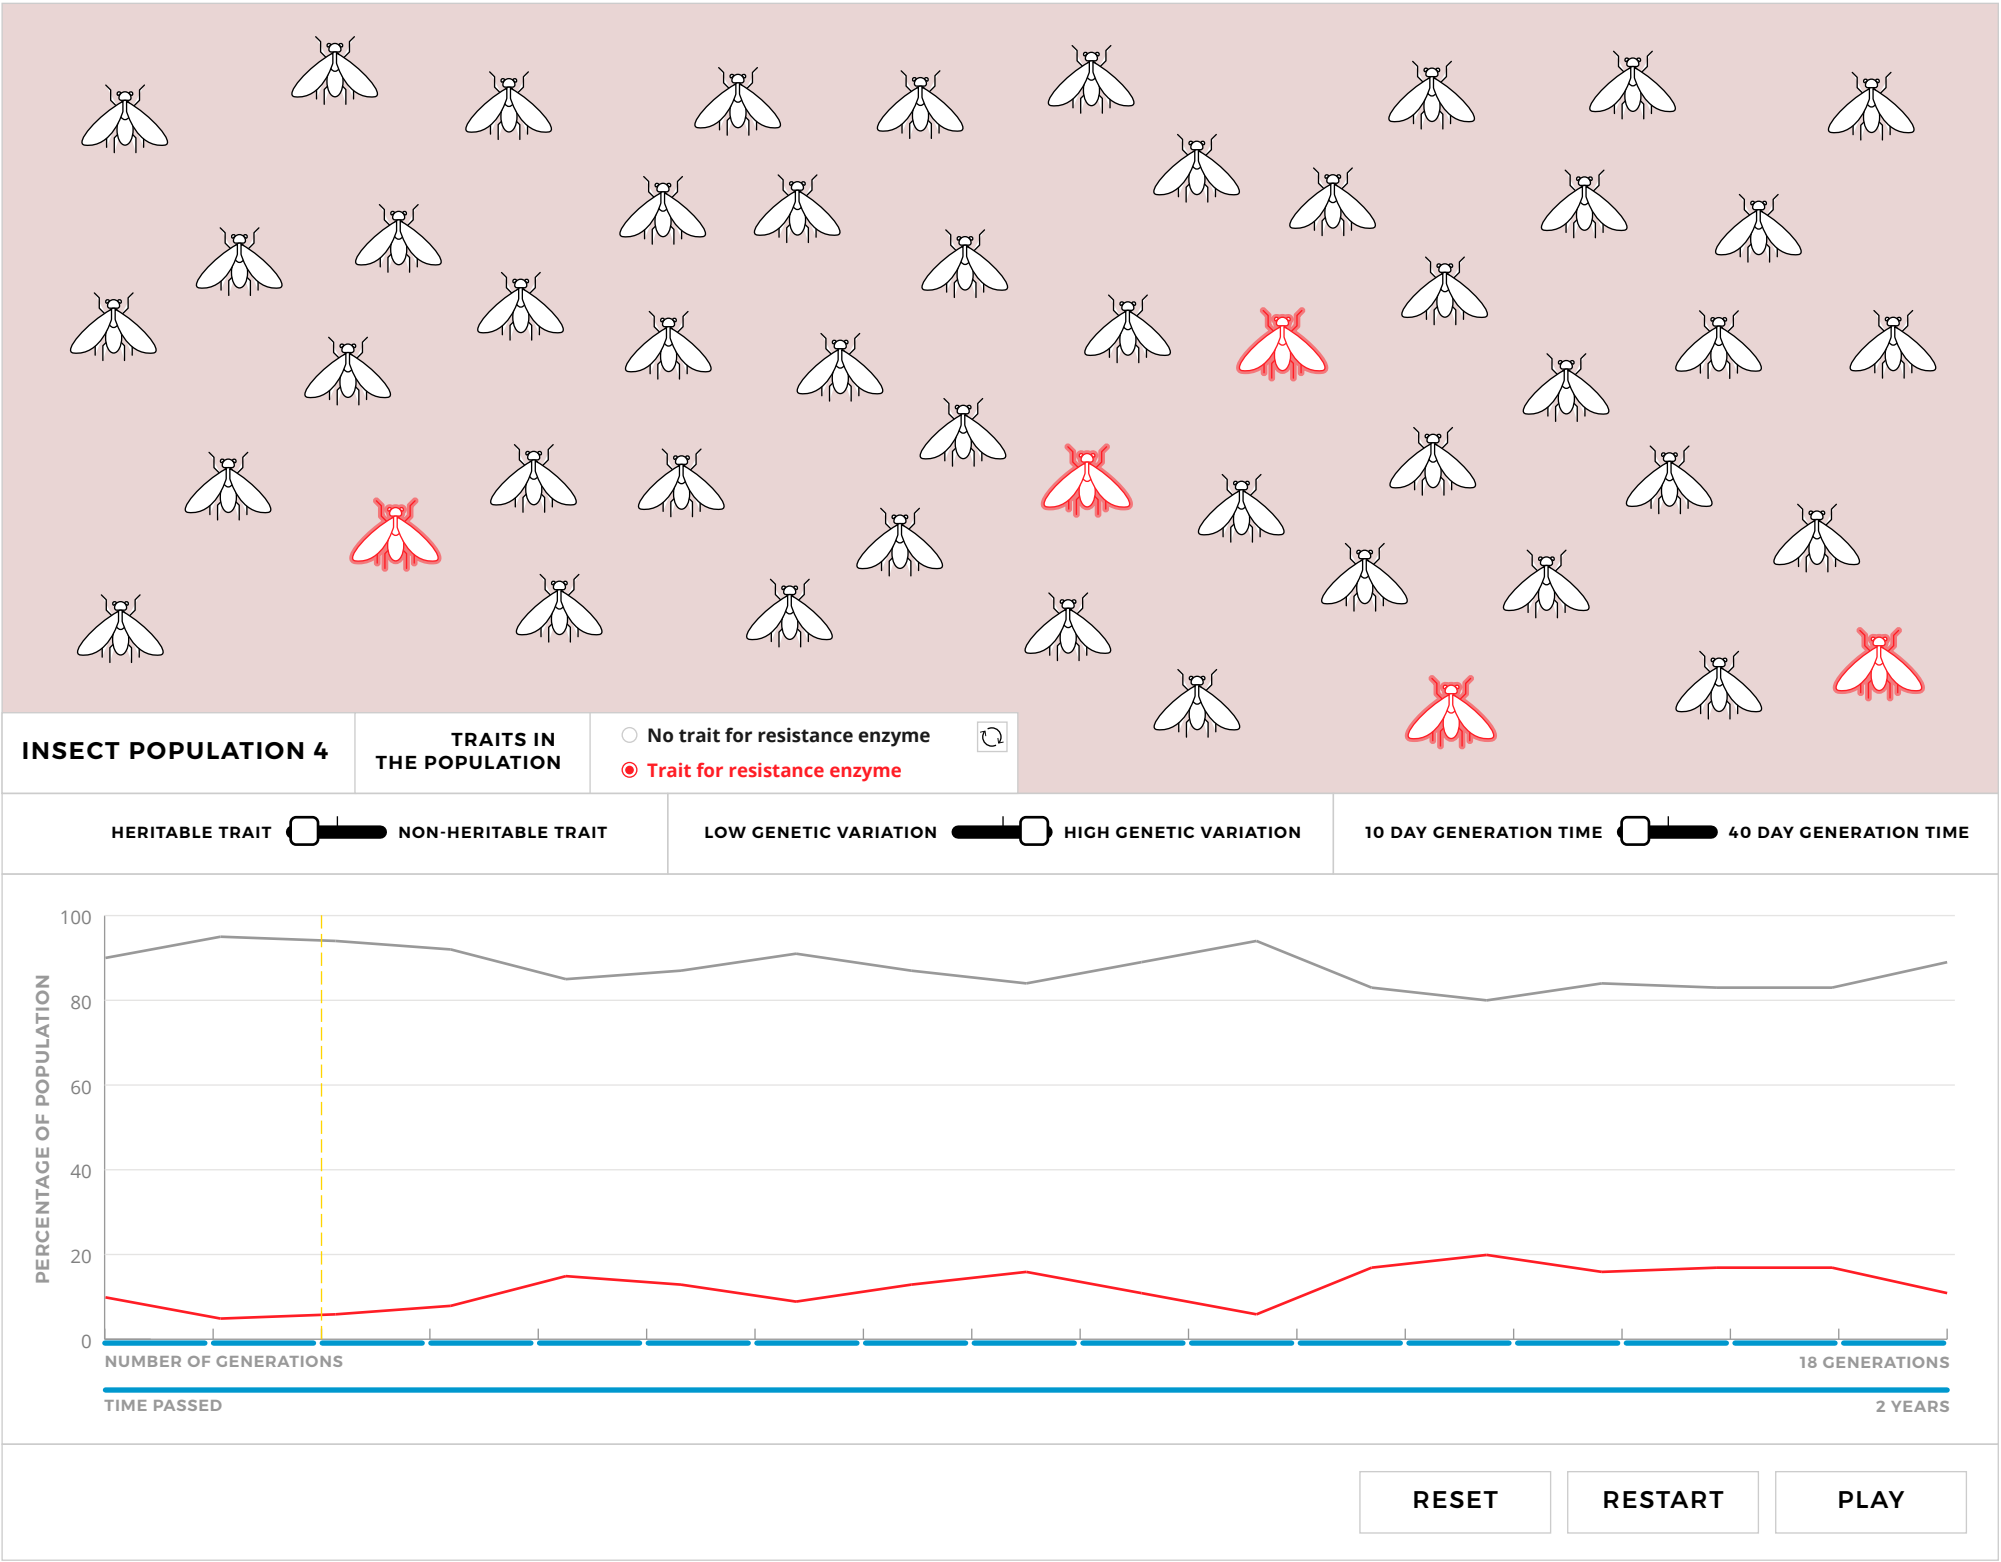 INSECT POPULATION 4
TRAITS IN
THE POPULATION
No trait for resistance enzyme
Trait for resistance enzyme
HERITABLE TRAIT
NON-HERITABLE TRAIT
LOW GENETIC VARIATION
HIGH GENETIC VARIATION
10 DAY GENERATION TIME
40 DAY GENERATION TIME
PERCENTAGE OF POPULATION
100
80
60
40
20
0
NUMBER OF GENERATIONS
18 GENERATIONS
TIME PASSED
2 YEARS
RESET
RESTART
PLAY